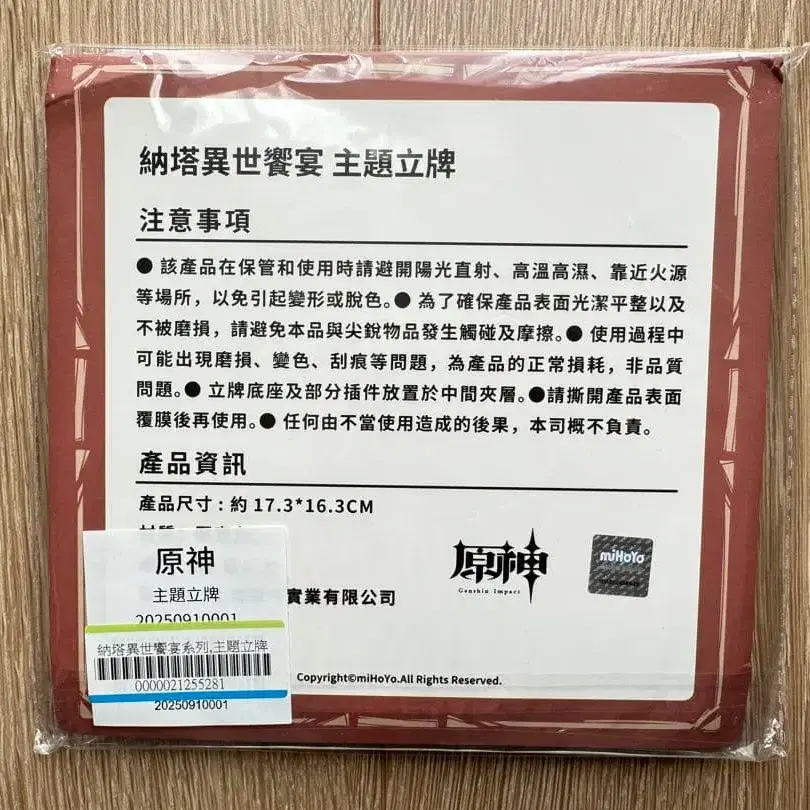 納塔異世饗宴 主題立牌
注意事項
● 該產品在保管和使用時請避開陽光直射、高溫高濕、靠近火源
等場所，以免引起變形或脫色。● 為了確保產品表面光潔平整以及
不被磨損，請避免本品與尖銳物品發生觸碰及摩擦。● 使用過程中
可能出現磨損、變色、刮痕等問題，為產品的正常損耗，非品質
問題。● 立牌底座及部分插件放置於中間夾層。●請撕開產品表面
覆膜後再使用。● 任何由不當使用造成的後果，本司概不負責。
產品資訊
產品尺寸：約 17.3*16.3CM
實業有限公司
原神
Genshin Impact
miHoYo
Copyright©miHoYo.All Rights Reserved.
原神
主題立牌
20250910001
納塔異世饗宴系列,主題立牌
0000021255281
20250910001